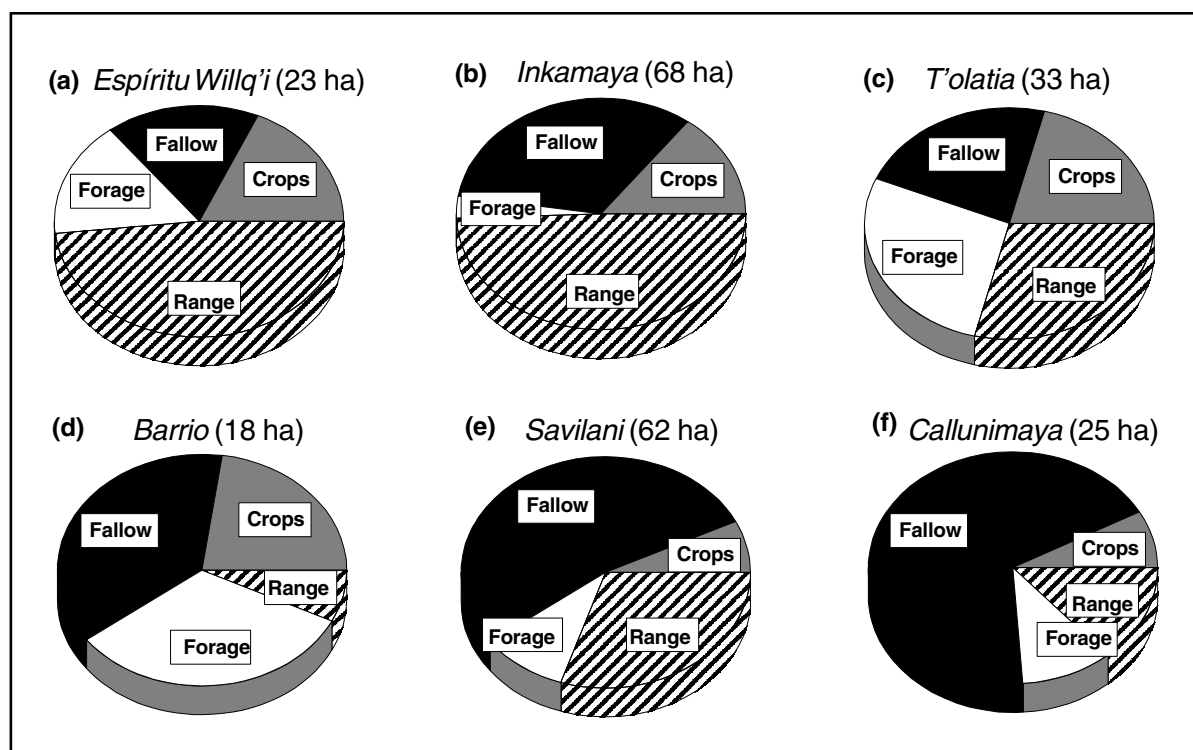 (a) Espíritu Willq'i (23 ha)
Fallow
Crops
Forage
Range
(b) Inkamaya (68 ha)
Fallow
Crops
Forage
Range
(c) T'olatia (33 ha)
Fallow
Crops
Forage
Range
(d) Barrio (18 ha)
Fallow
Crops
Range
Forage
(e) Savilani (62 ha)
Fallow
Crops
Forage
Range
(f) Callunimaya (25 ha)
Fallow
Crops
Range
Forage